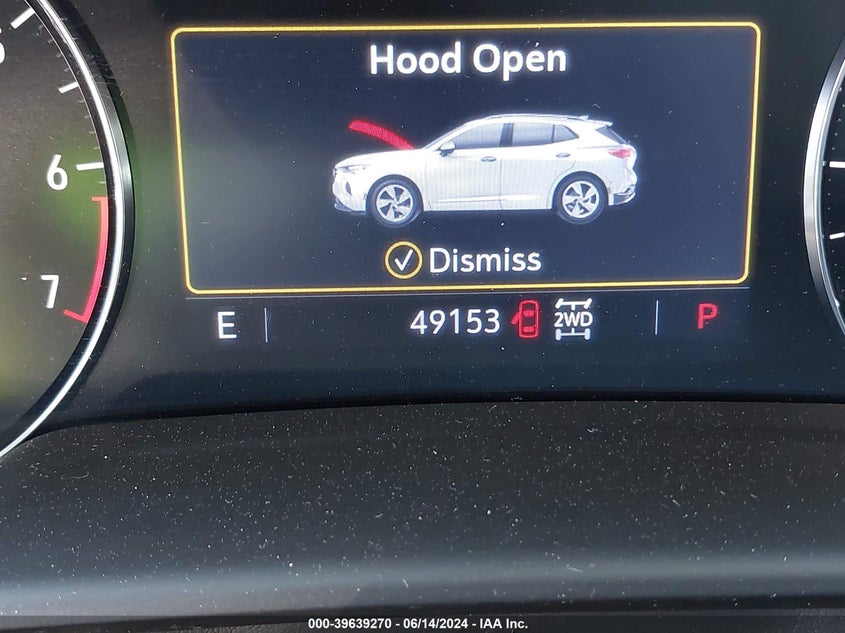 Hood Open
6
Dismiss
7
E 49153 2WD P
000-39639270 - 06/14/2024 - IAA Inc.